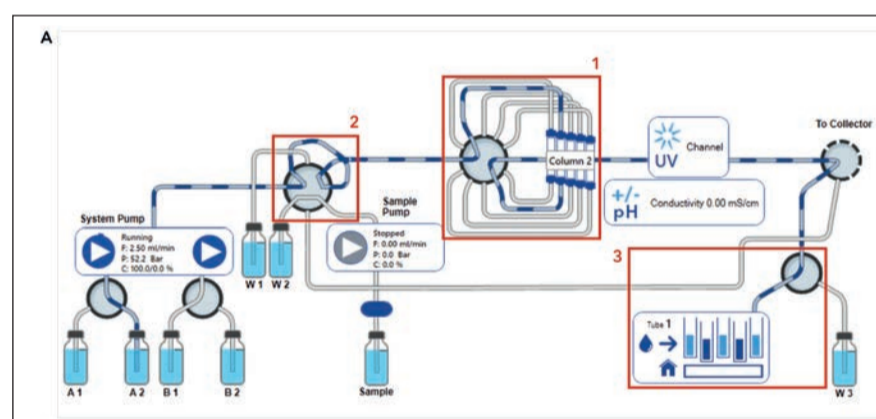 A
1
2
To Collector
Channel
UV
Column 2
+/-
pH
Conductivity 0.00 mS/cm
System Pump
Running
F: 2.50 ml/min
P: 52.2 Bar
C: 100.0/0.0 %
Sample
Pump
Stopped
F: 0.00 ml/min
P: 0.0 Bar
C: 0.0 %
W 1
W 2
3
Tube 1
A 1
A 2
B 1
B 2
Sample
W 3